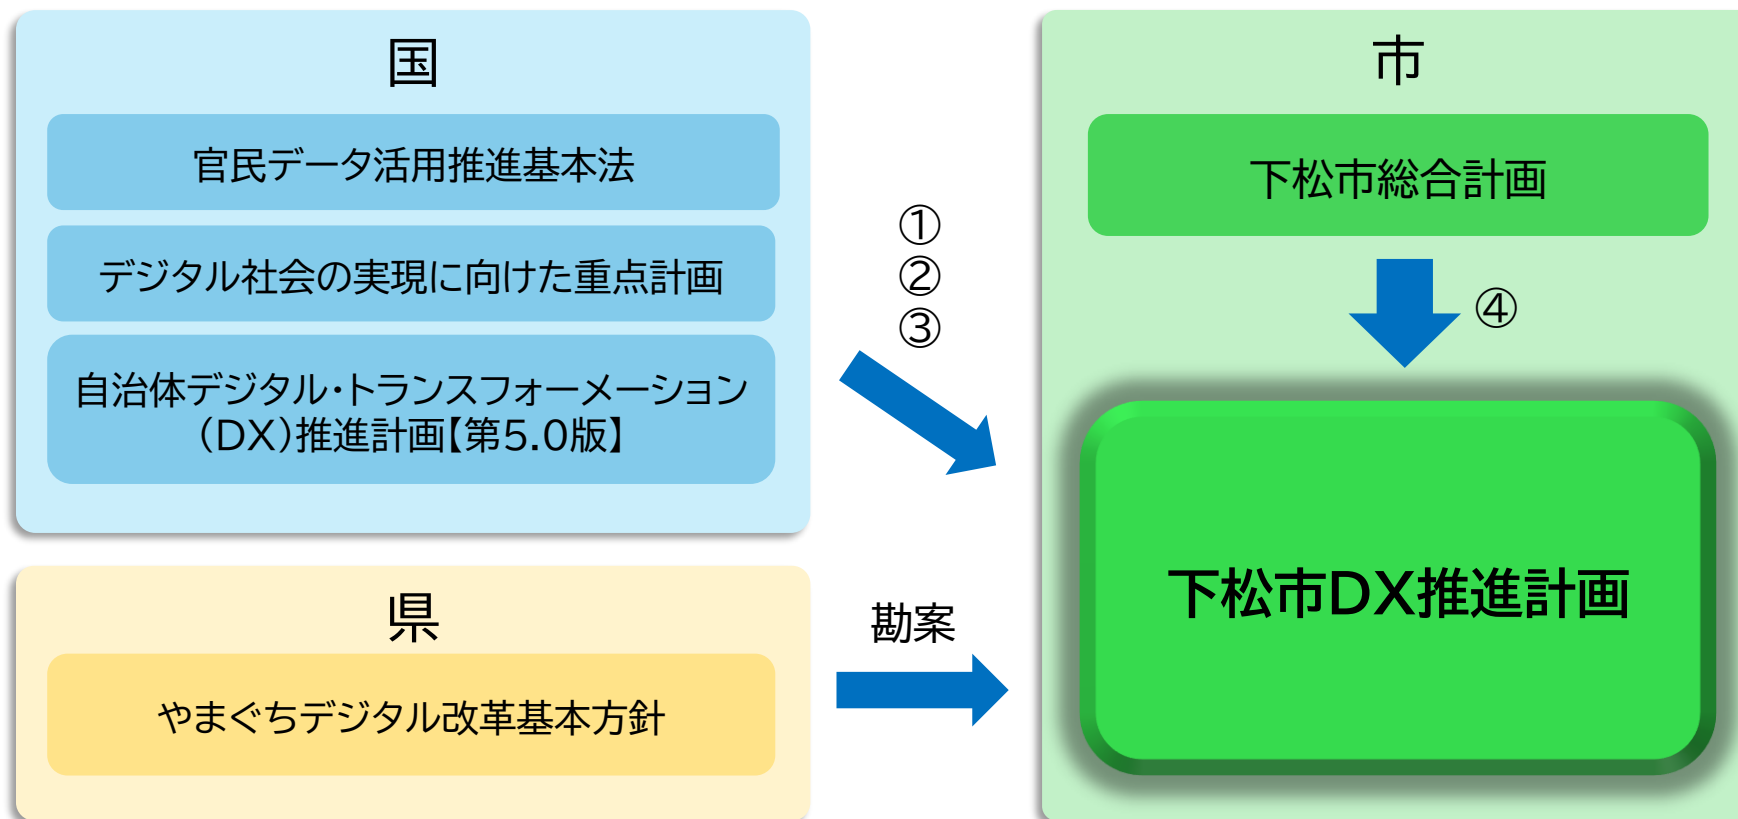 国
官民データ活用推進基本法
デジタル社会の実現に向けた重点計画
自治体デジタル・トランスフォーメーション
（DX）推進計画【第5.0版】
県
やまぐちデジタル改革基本方針
①
②
③
勘案
市
下松市総合計画
④
下松市DX推進計画